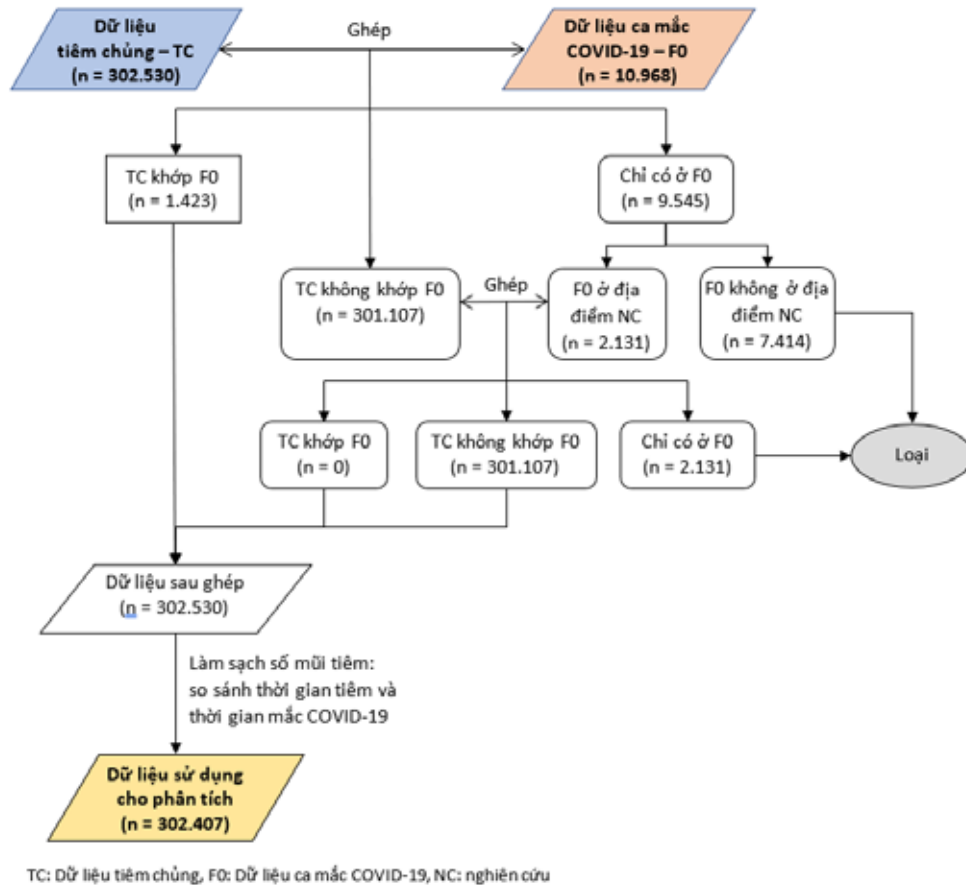 Dữ liệu
tiêm chủng – TC
(n = 302.530)
Ghép
Dữ liệu ca mắc
COVID-19 – F0
(n = 10.968)
TC khớp F0
(n = 1.423)
Chỉ có ở F0
(n = 9.545)
TC không khớp F0
(n = 301.107)
Ghép
F0 ở địa
điểm NC
(n = 2.131)
F0 không ở địa
điểm NC
(n = 7.414)
TC khớp F0
(n = 0)
TC không khớp F0
(n = 301.107)
Chỉ có ở F0
(n = 2.131)
Loại
Dữ liệu sau ghép
(n = 302.530)
Làm sạch số mũi tiêm:
so sánh thời gian tiêm và
thời gian mắc COVID-19
Dữ liệu sử dụng
cho phân tích
(n = 302.407)
TC: Dữ liệu tiêm chủng, F0: Dữ liệu ca mắc COVID-19, NC: nghiên cứu